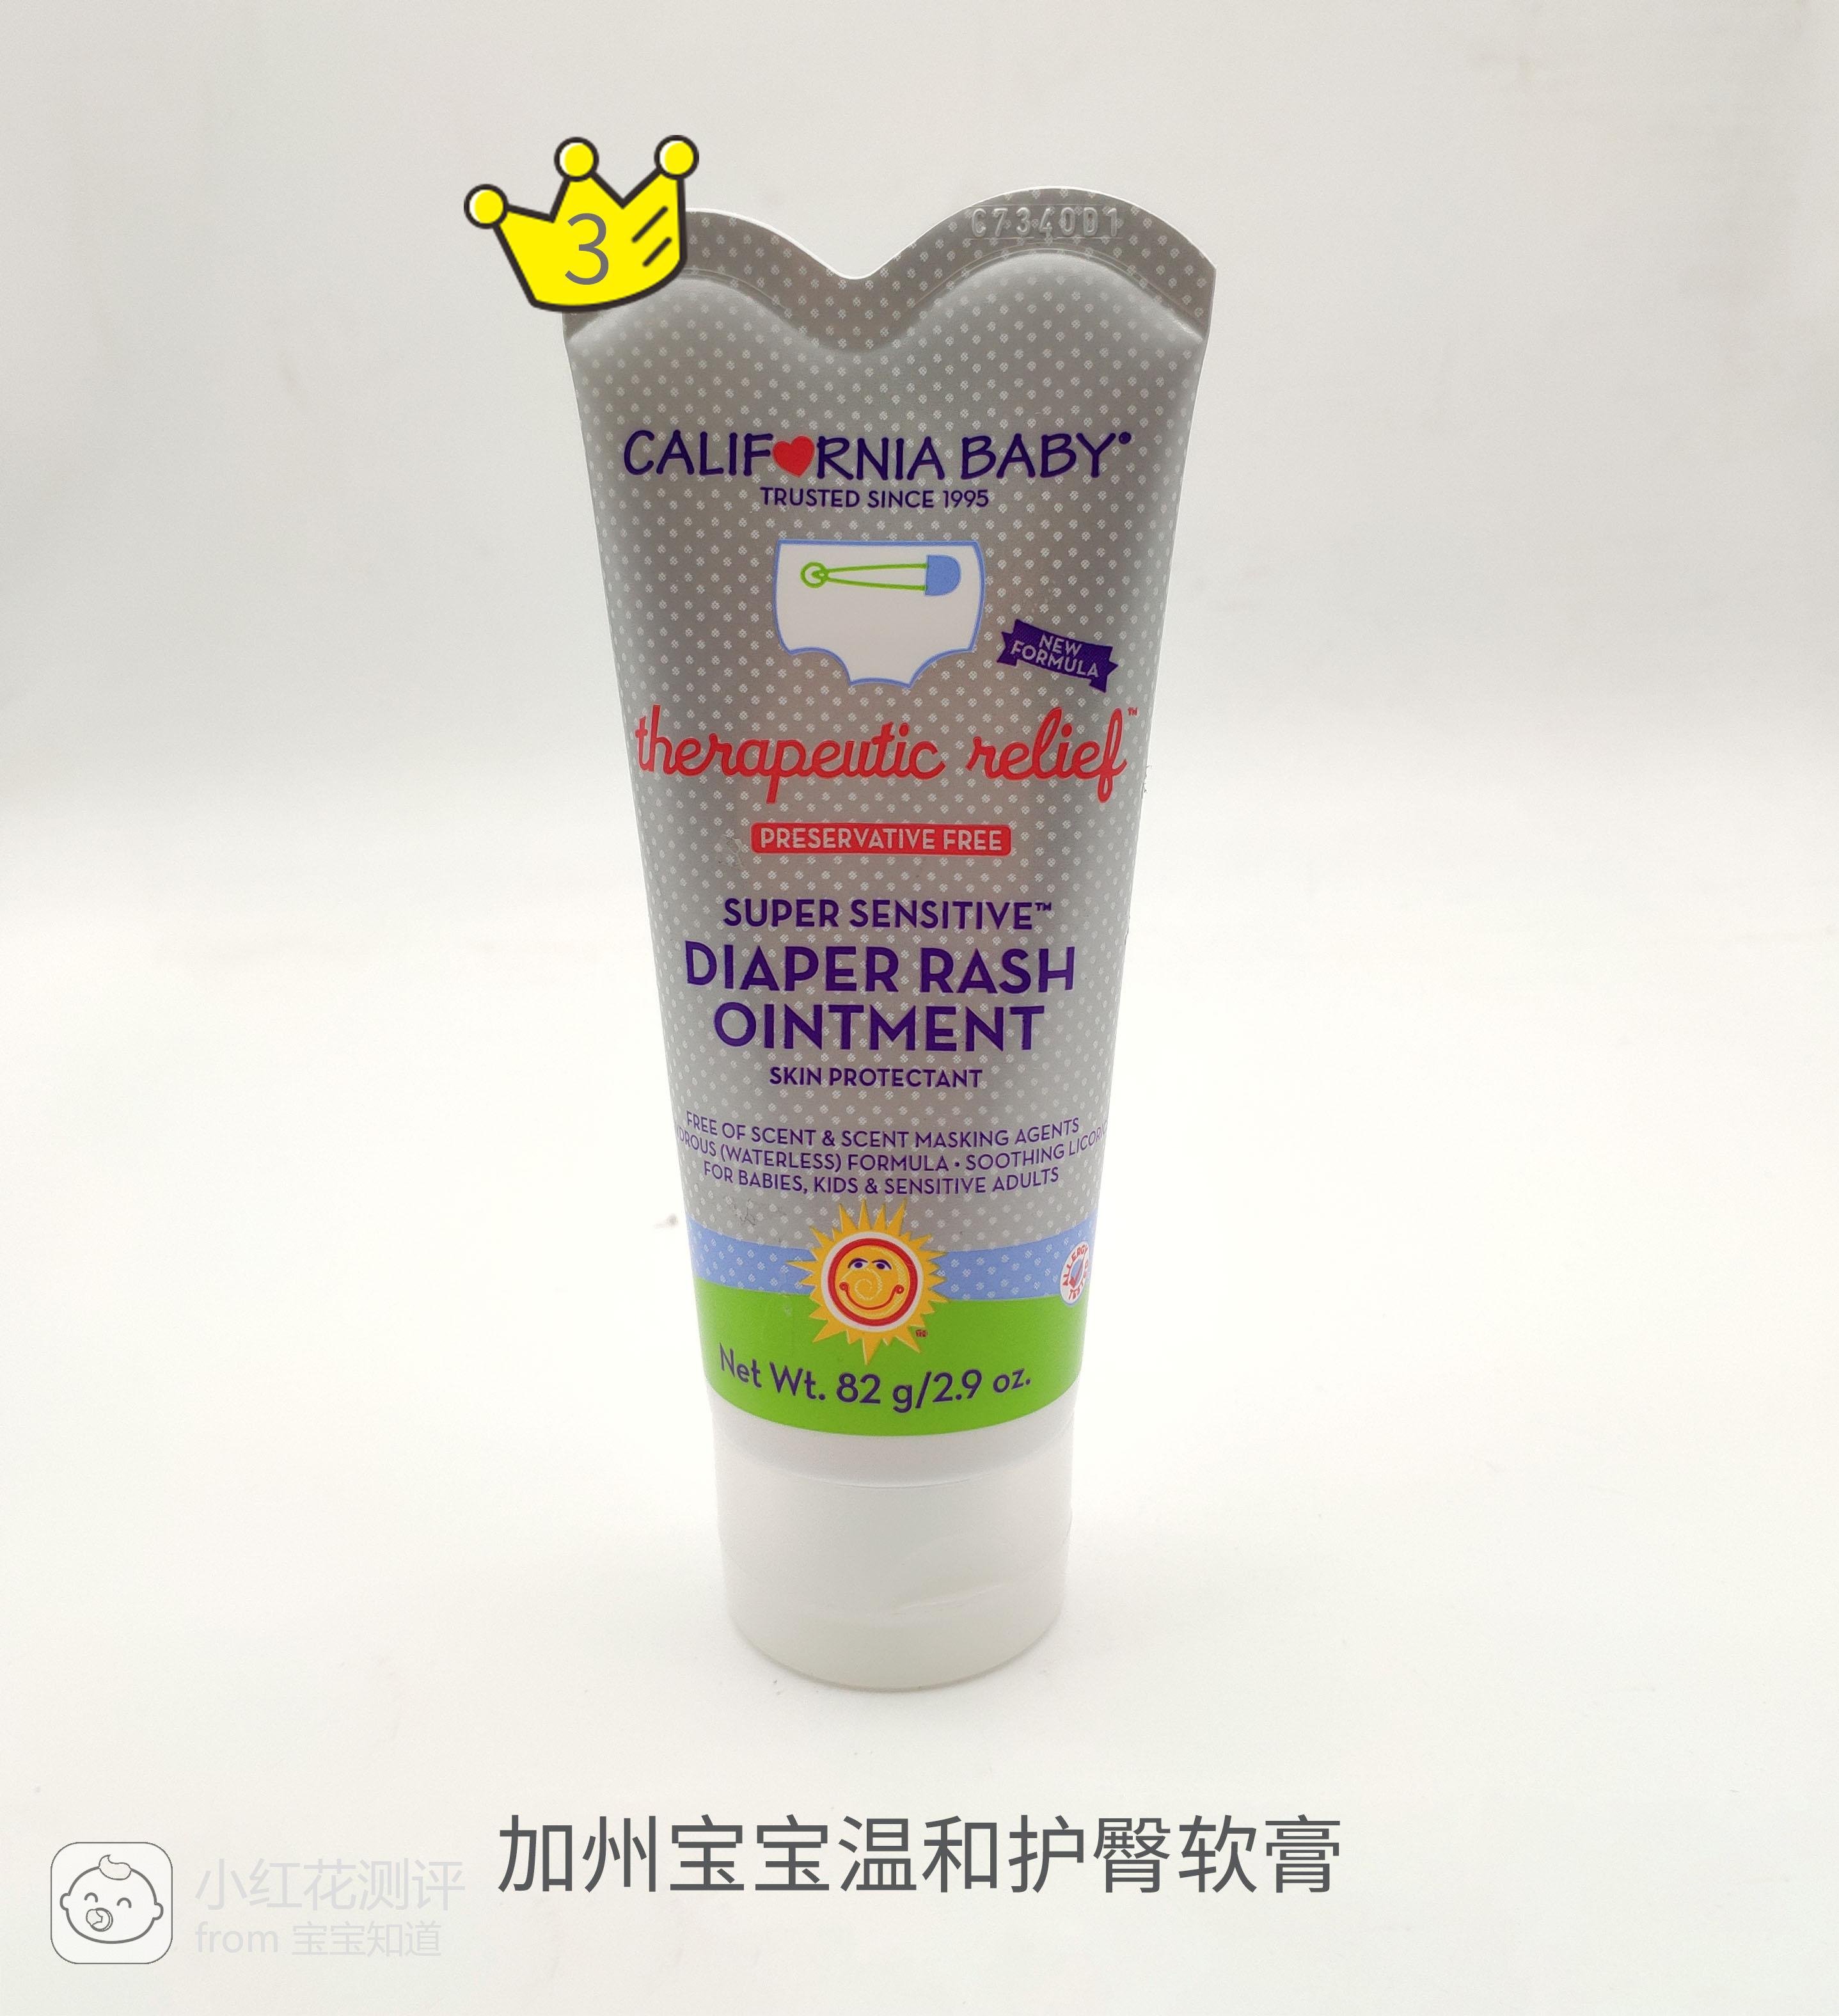 3
C7340D1
CALIFORNIA BABY®
TRUSTED SINCE 1995
NEW
FORMULA
therapeutic relief™
PRESERVATIVE FREE
SUPER SENSITIVE™
DIAPER RASH
OINTMENT
SKIN PROTECTANT
FREE OF SCENT & SCENT MASKING AGENTS
(WATERLESS) FORMULA • SOOTHING
FOR BABIES, KIDS & SENSITIVE ADULTS
Net Wt. 82 g/2.9 oz.
加州宝宝温和护臀软膏
小红花测评
from 宝宝知道